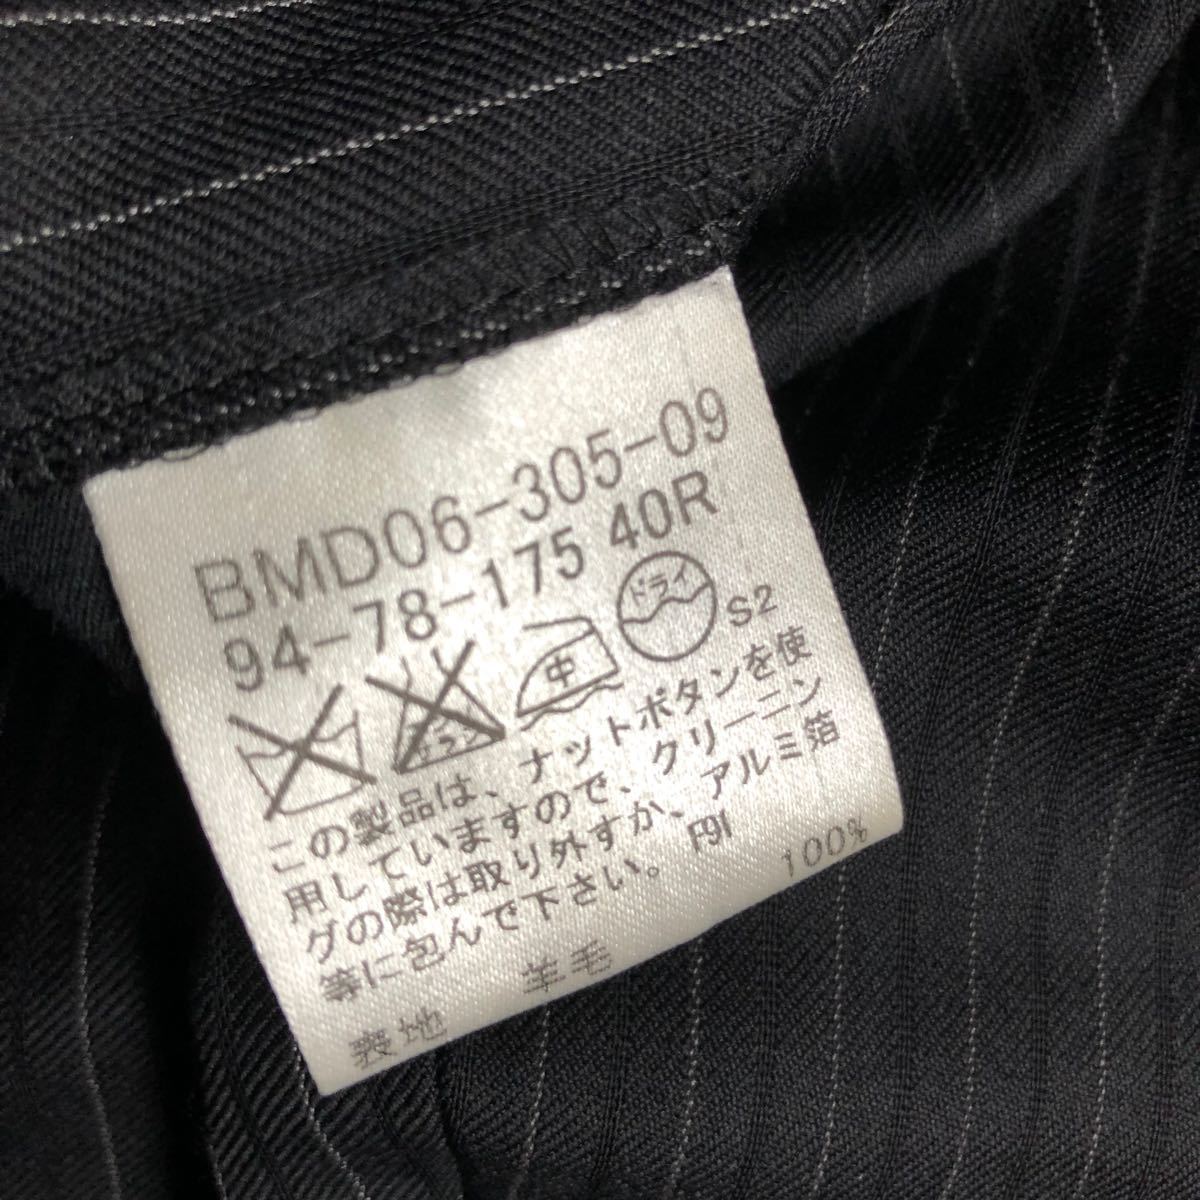 BMD06-305-09
94-78-175 40R
エンソ 中 ドライ S2
この製品は、ナットボタンを使
用していますので、クリーニン
グの際は取り外すか、アルミ箔
等に包んで下さい。 F91
表地 羊毛 100%